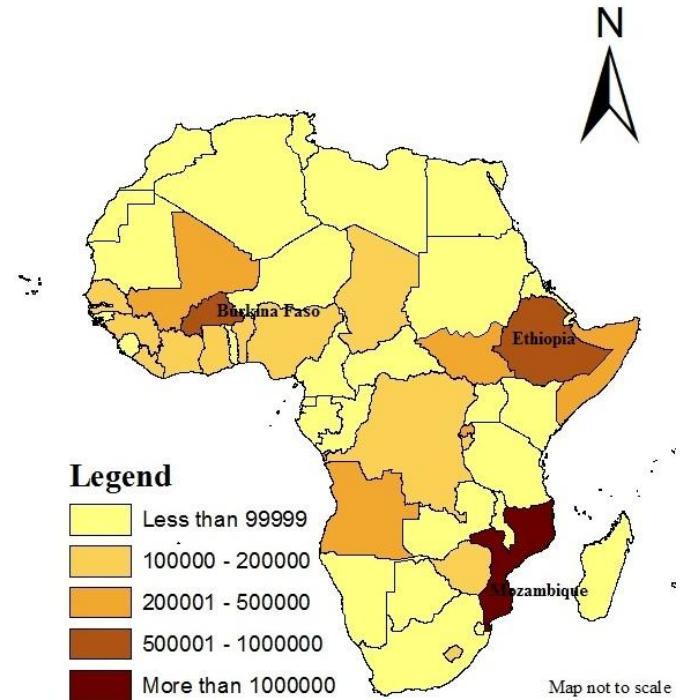 N
Burkina Faso
Ethiopia
Mozambique
Legend
Less than 99999
100000 - 200000
200001 - 500000
500001 - 1000000
More than 1000000
Map not to scale